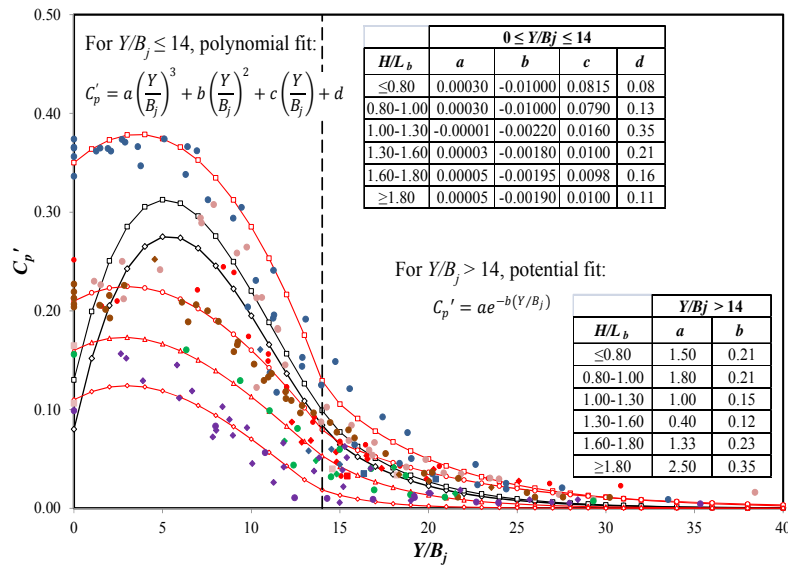 For Y/Bj ≤ 14, polynomial fit:
Cp' = a(Y/Bj)^3 + b(Y/Bj)^2 + c(Y/Bj) + d
0 ≤ Y/Bj ≤ 14
H/Lb a b c d
≤0.80 0.00030 -0.01000 0.0815 0.08
0.80-1.00 0.00030 -0.01000 0.0790 0.13
1.00-1.30 -0.00001 -0.00220 0.0160 0.35
1.30-1.60 0.00003 -0.00180 0.0100 0.21
1.60-1.80 0.00005 -0.00195 0.0098 0.16
≥1.80 0.00005 -0.00190 0.0100 0.11
For Y/Bj > 14, potential fit:
Cp' = ae^-b(Y/Bj)
Y/Bj > 14
H/Lb a b
≤0.80 1.50 0.21
0.80-1.00 1.80 0.21
1.00-1.30 1.00 0.15
1.30-1.60 0.40 0.12
1.60-1.80 1.33 0.23
≥1.80 2.50 0.35
Cp'
0.50
0.40
0.30
0.20
0.10
0.00
0 5 10 15 20 25 30 35 40
Y/Bj